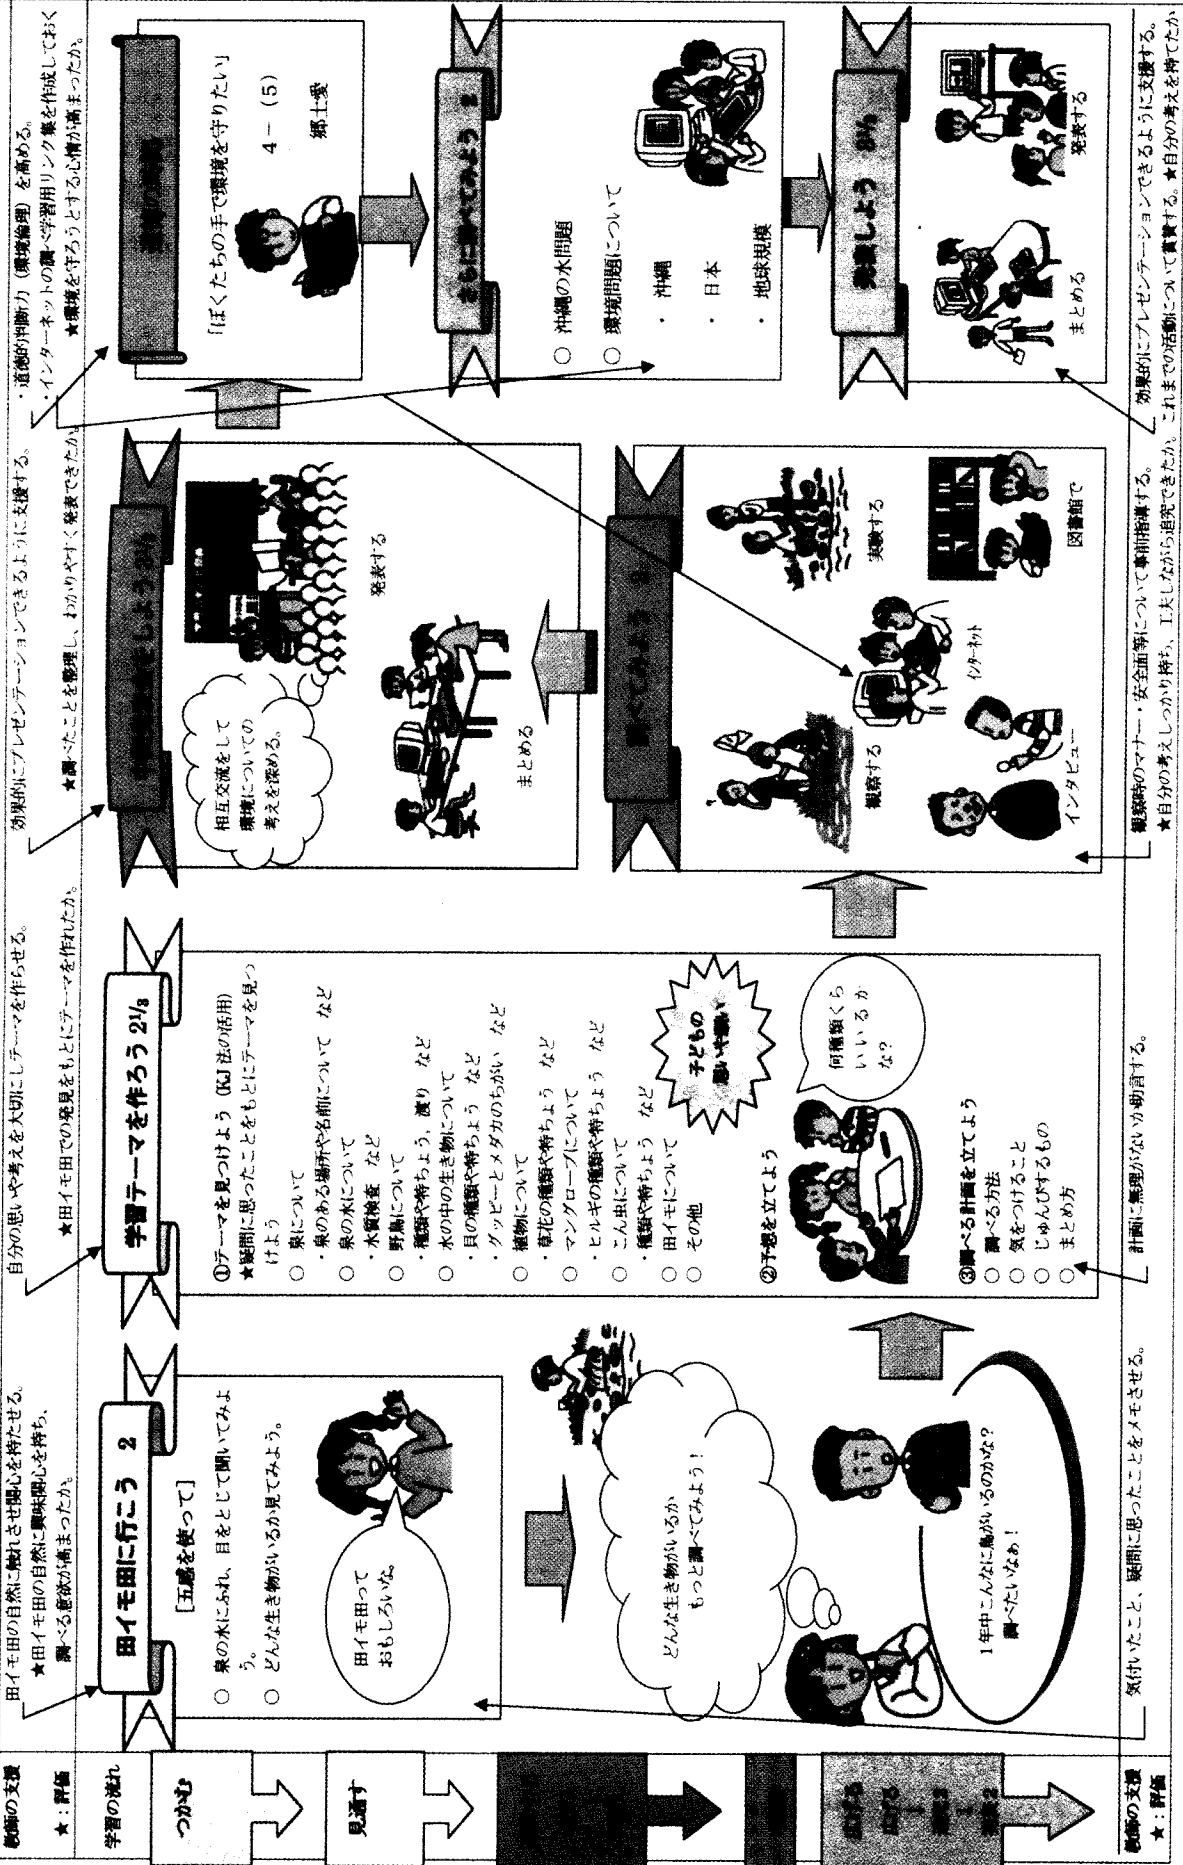 教師の支援
★：評価
田イモ田の自然に触れさせ関心を持たせる。
★田イモ田の自然に興味関心を持ち、
調べる意欲が高まったか。
自分の思いや考えを大切にしテーマを作らせる。
★田イモ田での発見をもとにテーマを作れたか。
効果的にプレゼンテーションできるように支援する。
★調べたことを整理し、わかりやすく発表できたか。
・道徳的判断力（環境倫理）を高める。
・インターネットの調べ学習用リンク集を作成しておく
★環境を守ろうとする心情が高まったか。
学習の流れ
つかむ
見通す
広げる
田イモ田に行こう 2
［五感を使って］
○ 泉の水にふれ、目をとじて聞いてみよ
う。
○ どんな生き物がいるか見てみよう。
田イモ田って
おもしろいな。
どんな生き物がいるか
もっと調べてみよう！
1年中こんなに鳥がいるのかな？
調べたいなぁ！
学習テーマを作ろう 2⅓
①テーマを見つけよう（KJ 法の活用）
★疑問に思ったことをもとにテーマを見つ
けよう
○ 泉について
・泉のある場所や名前について など
○ 泉の水について
・水質検査 など
○ 野鳥について
・種類や特ちょう、渡り など
○ 水の中の生き物について
・貝の種類や特ちょう など
・グッピーとメダカのちがい など
○ 植物について
・草花の種類や特ちょう など
○ マングローブについて
・ヒルギの種類や特ちょう など
○ こん虫について
・種類や特ちょう など
○ 田イモについて
○ その他
子どもの
思いや願い
②予想を立てよう
何種類くら
いいるか
な？
③調べる計画を立てよう
○ 調べる方法
○ 気をつけること
○ じゅんびするもの
○ まとめ方
相互交流をして
環境についての
考えを深める。
発表する
まとめる
調べてみよう
観察する
実験する
インターネット
インタビュー
図書館で
「ぼくたちの手で環境を守りたい」
4－（5）
郷土愛
さらに調べてみよう 2
○ 沖縄の水問題
○ 環境問題について
・ 沖縄
・ 日本
・ 地球規模
発信しよう
まとめる
発表する
教師の支援
★：評価
気付いたこと、疑問に思ったことをメモさせる。
計画に無理がないか助言する。
観察時のマナー・安全面等について事前指導する。
効果的にプレゼンテーションできるように支援する。
★自分の考えしっかり持ち、工夫しながら追究できたか。これまでの活動について賞賛する。★自分の考えを持てたか